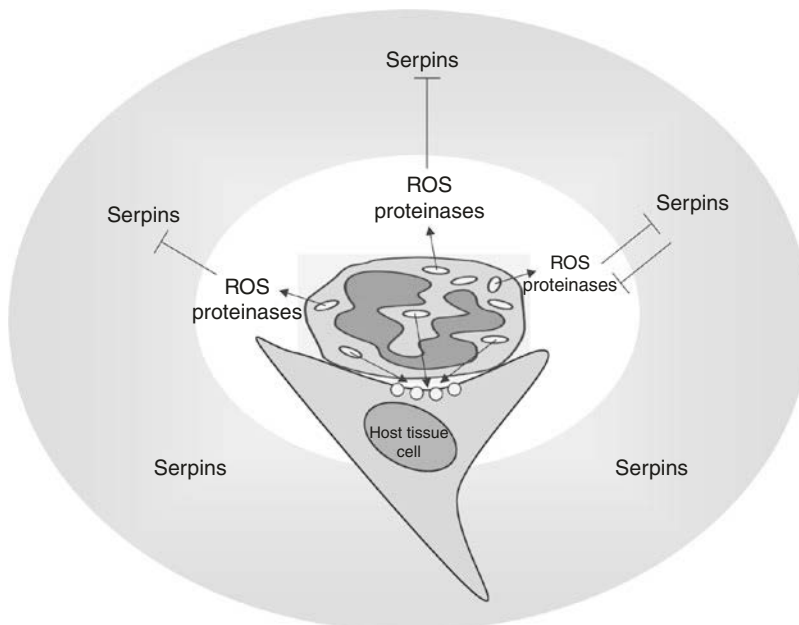 Serpins
ROS
proteinases
Serpins
Serpins
ROS
proteinases
ROS
proteinases
Host tissue
cell
Serpins
Serpins